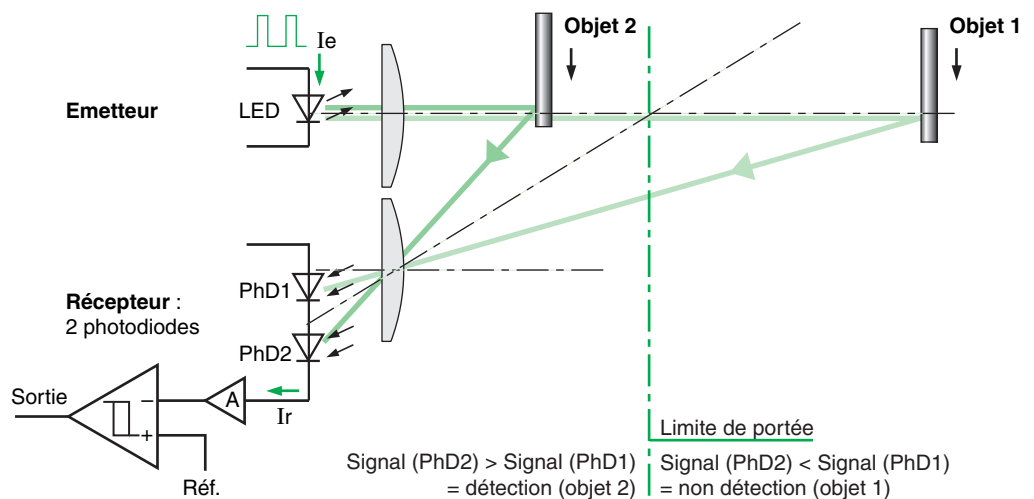 Objet 2
Objet 1
Ie
Emetteur
LED
PhD1
Récepteur :
2 photodiodes
PhD2
Sortie
A
–
+
Ir
Réf.
Limite de portée
Signal (PhD2) > Signal (PhD1)
= détection (objet 2)
Signal (PhD2) < Signal (PhD1)
= non détection (objet 1)